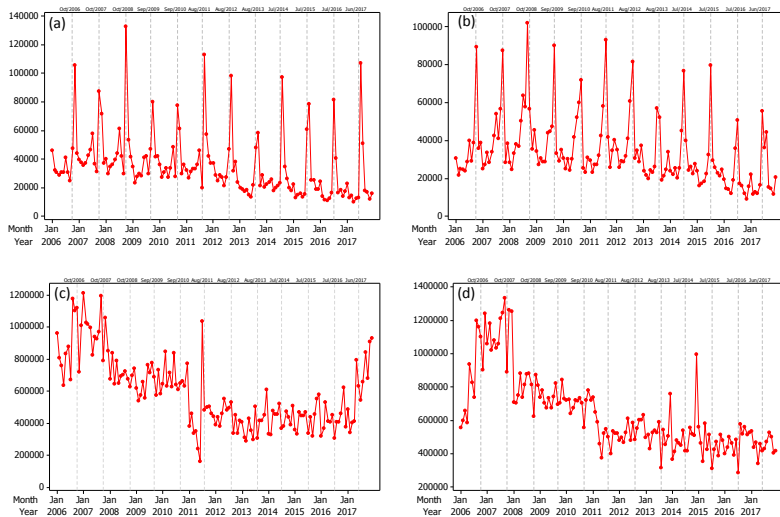 Oct/2006 Oct/2007 Oct/2008 Sep/2009 Sep/2010 Aug/2011 Aug/2012 Aug/2013 Jul/2014 Jul/2015 Jul/2016 Jun/2017
(a)
140000
120000
100000
80000
60000
40000
20000
0
Month Jan Jan Jan Jan Jan Jan Jan Jan Jan Jan Jan Jan
Year 2006 2007 2008 2009 2010 2011 2012 2013 2014 2015 2016 2017
Oct/2006 Oct/2007 Oct/2008 Sep/2009 Sep/2010 Aug/2011 Aug/2012 Aug/2013 Jul/2014 Jul/2015 Jul/2016 Jun/2017
(b)
100000
80000
60000
40000
20000
0
Month Jan Jan Jan Jan Jan Jan Jan Jan Jan Jan Jan Jan
Year 2006 2007 2008 2009 2010 2011 2012 2013 2014 2015 2016 2017
Oct/2006 Oct/2007 Oct/2008 Sep/2009 Sep/2010 Aug/2011 Aug/2012 Aug/2013 Jul/2014 Jul/2015 Jul/2016 Jun/2017
(c)
1200000
1000000
800000
600000
400000
200000
0
Month Jan Jan Jan Jan Jan Jan Jan Jan Jan Jan Jan Jan
Year 2006 2007 2008 2009 2010 2011 2012 2013 2014 2015 2016 2017
Oct/2006 Oct/2007 Oct/2008 Sep/2009 Sep/2010 Aug/2011 Aug/2012 Aug/2013 Jul/2014 Jul/2015 Jul/2016 Jun/2017
(d)
1400000
1200000
1000000
800000
600000
400000
200000
Month Jan Jan Jan Jan Jan Jan Jan Jan Jan Jan Jan Jan
Year 2006 2007 2008 2009 2010 2011 2012 2013 2014 2015 2016 2017